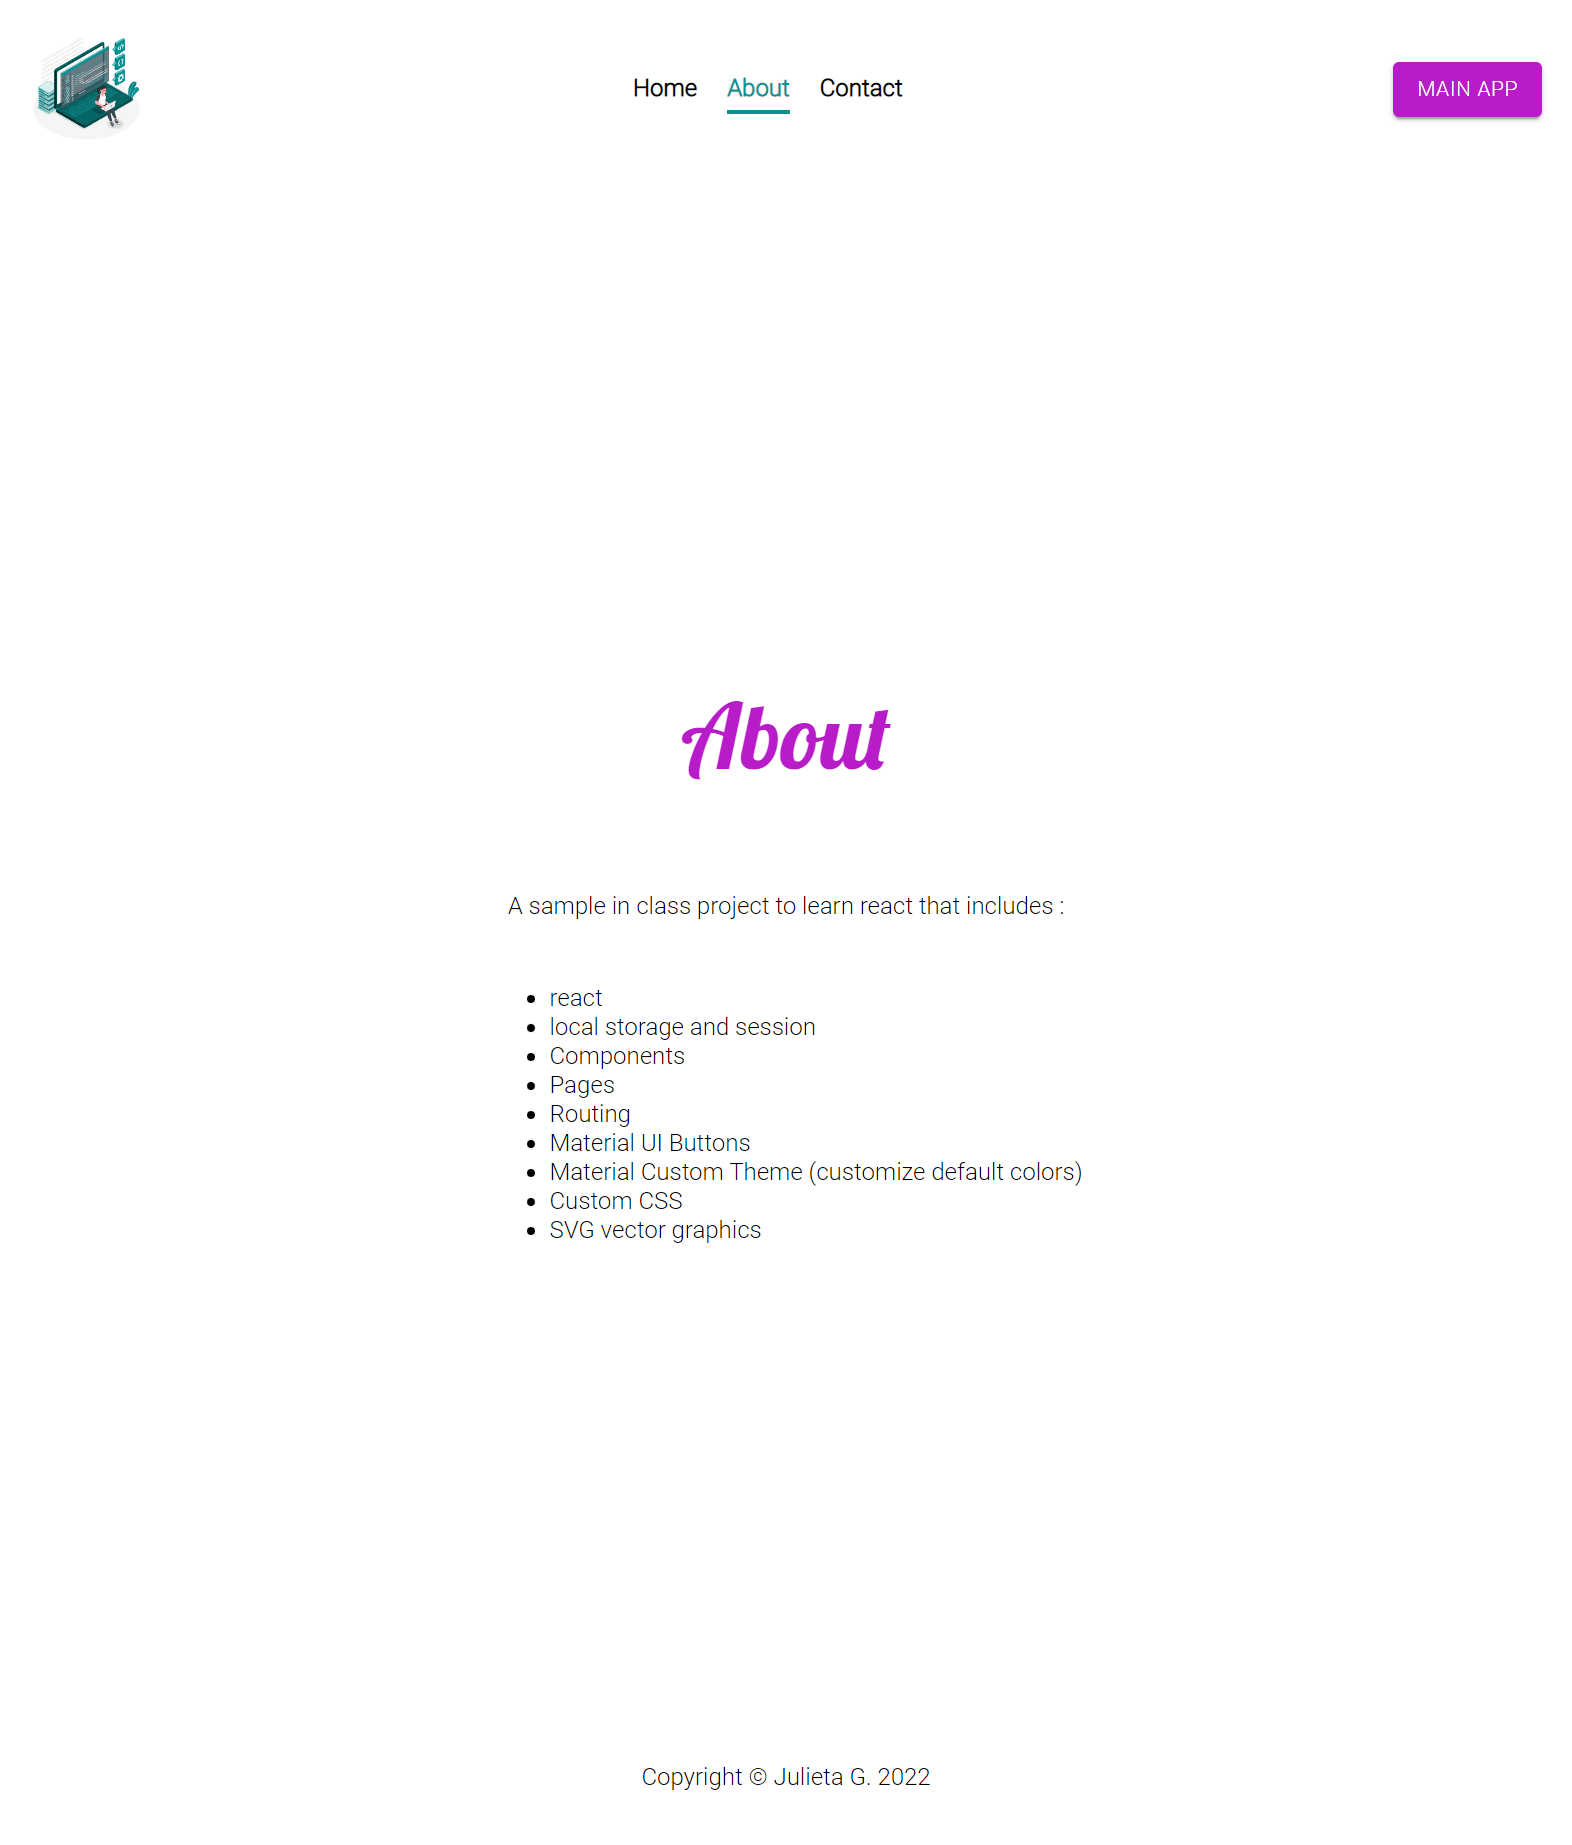 Home About Contact MAIN APP
About
A sample in class project to learn react that includes :
react
local storage and session
Components
Pages
Routing
Material UI Buttons
Material Custom Theme (customize default colors)
Custom CSS
SVG vector graphics
Copyright © Julieta G. 2022